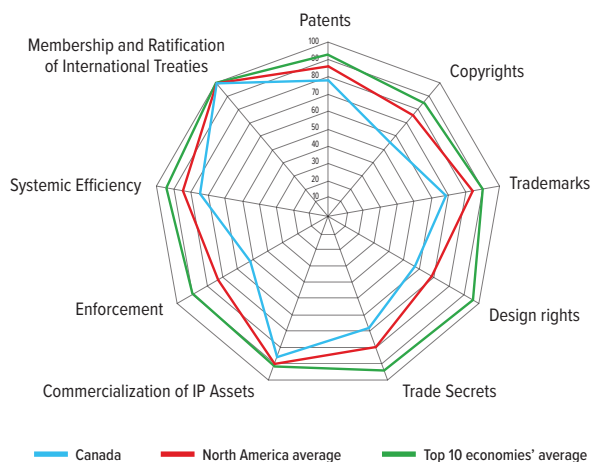 Patents
100
90
80
70
60
50
40
30
20
10
Copyrights
Trademarks
Design rights
Trade Secrets
Commercialization of IP Assets
Enforcement
Systemic Efficiency
Membership and Ratification
of International Treaties
Canada
North America average
Top 10 economies’ average